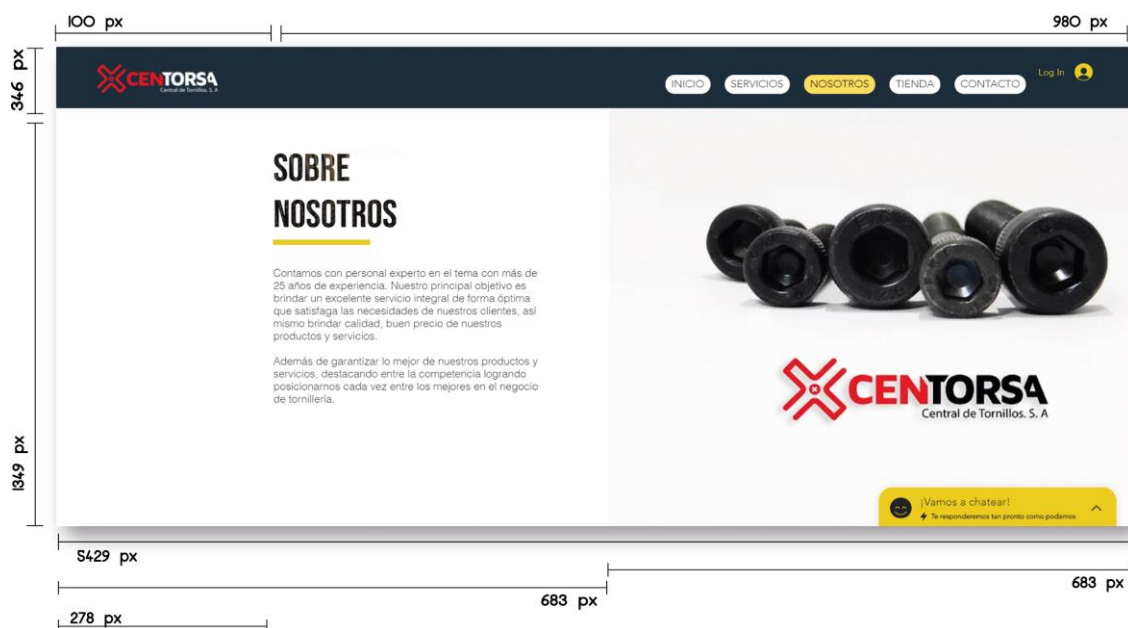 100 px
980 px
346 px
CENTORSA
Central de Tornillos. S. A
INICIO
SERVICIOS
NOSOTROS
TIENDA
CONTACTO
Log In
SOBRE
NOSOTROS
Contamos con personal experto en el tema con más de
25 años de experiencia. Nuestro principal objetivo es
brindar un excelente servicio integral de forma óptima
que satisfaga las necesidades de nuestros clientes, así
mismo brindar calidad, buen precio de nuestros
productos y servicios.
Además de garantizar lo mejor de nuestros productos y
servicios, destacando entre la competencia logrando
posicionarnos cada vez entre los mejores en el negocio
de tornillería.
CENTORSA
Central de Tornillos. S. A
1349 px
¡Vamos a chatear!
Te responderemos tan pronto como podamos
5429 px
683 px
683 px
278 px